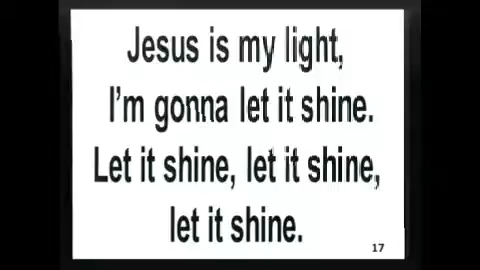 Jesus is my light,
I'm gonna let it shine.
Let it shine, let it shine,
let it shine.
17